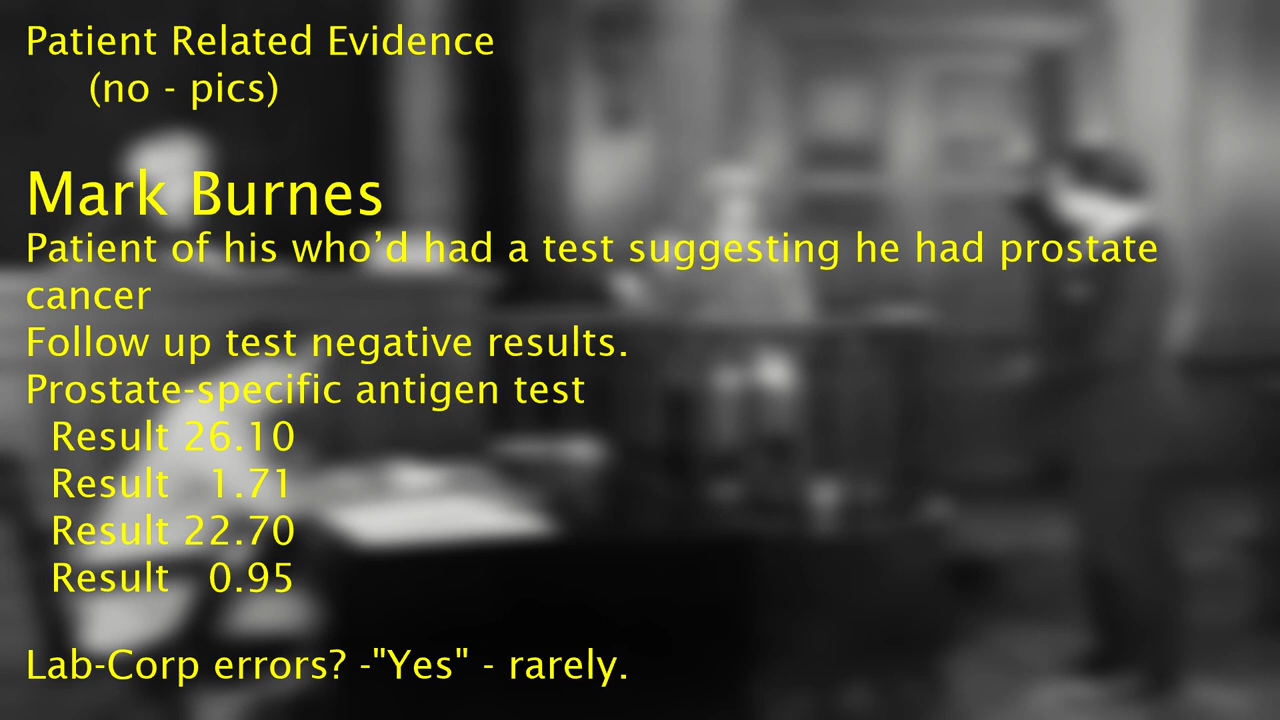 Patient Related Evidence
(no - pics)
Mark Burnes
Patient of his who’d had a test suggesting he had prostate
cancer
Follow up test negative results.
Prostate-specific antigen test
Result 26.10
Result 1.71
Result 22.70
Result 0.95
Lab-Corp errors? -"Yes" - rarely.